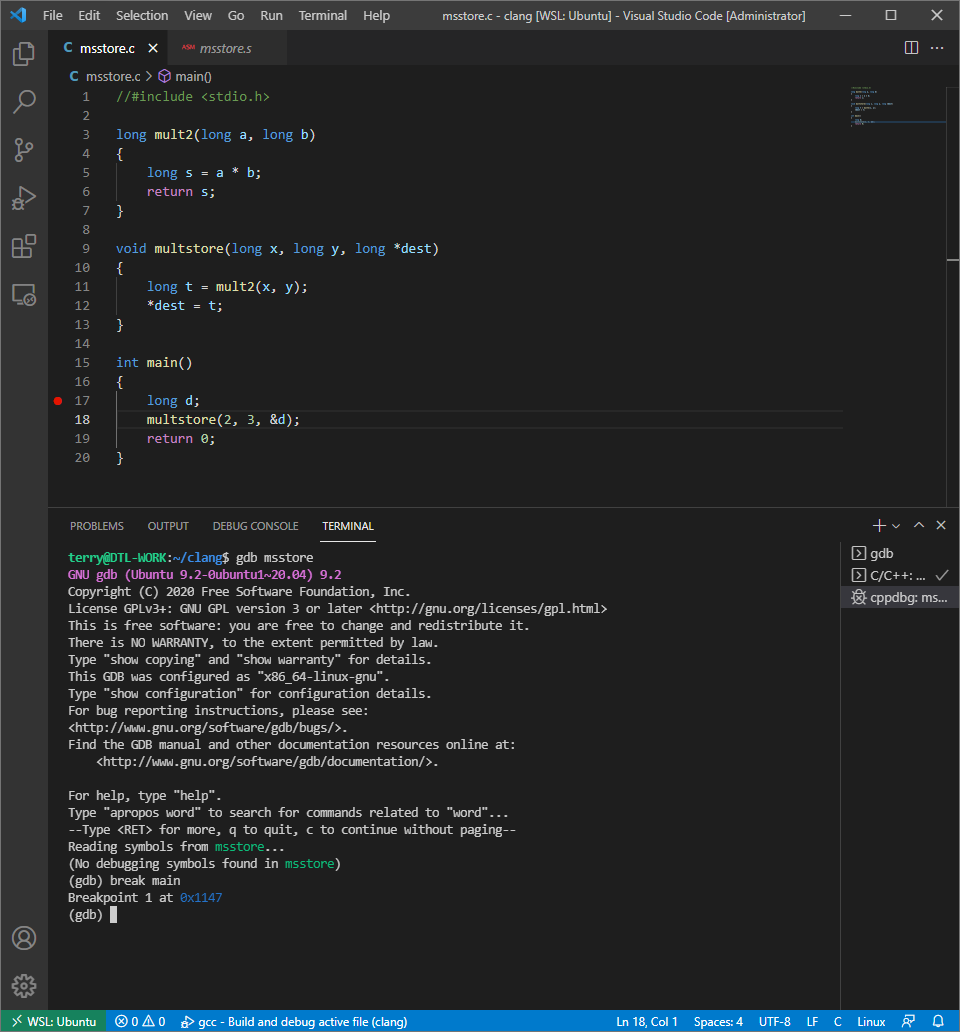 File Edit Selection View Go Run Terminal Help msstore.c - clang [WSL: Ubuntu] - Visual Studio Code [Administrator]
C msstore.c ASM msstore.s
C msstore.c > main()
1 //#include <stdio.h>
2
3 long mult2(long a, long b)
4 {
5 long s = a * b;
6 return s;
7 }
8
9 void multstore(long x, long y, long *dest)
10 {
11 long t = mult2(x, y);
12 *dest = t;
13 }
14
15 int main()
16 {
17 long d;
18 multstore(2, 3, &d);
19 return 0;
20 }
PROBLEMS OUTPUT DEBUG CONSOLE TERMINAL
terry@DTL-WORK:~/clang$ gdb msstore
GNU gdb (Ubuntu 9.2-0ubuntu1~20.04) 9.2
Copyright (C) 2020 Free Software Foundation, Inc.
License GPLv3+: GNU GPL version 3 or later <http://gnu.org/licenses/gpl.html>
This is free software: you are free to change and redistribute it.
There is NO WARRANTY, to the extent permitted by law.
Type "show copying" and "show warranty" for details.
This GDB was configured as "x86_64-linux-gnu".
Type "show configuration" for configuration details.
For bug reporting instructions, please see:
<http://www.gnu.org/software/gdb/bugs/>.
Find the GDB manual and other documentation resources online at:
<http://www.gnu.org/software/gdb/documentation/>.
For help, type "help".
Type "apropos word" to search for commands related to "word"...
--Type <RET> for more, q to quit, c to continue without paging--
Reading symbols from msstore...
(No debugging symbols found in msstore)
(gdb) break main
Breakpoint 1 at 0x1147
(gdb)
gdb
C/C++: ...
cppdbg: ms...
WSL: Ubuntu 0 0 gcc - Build and debug active file (clang) Ln 18, Col 1 Spaces: 4 UTF-8 LF C Linux